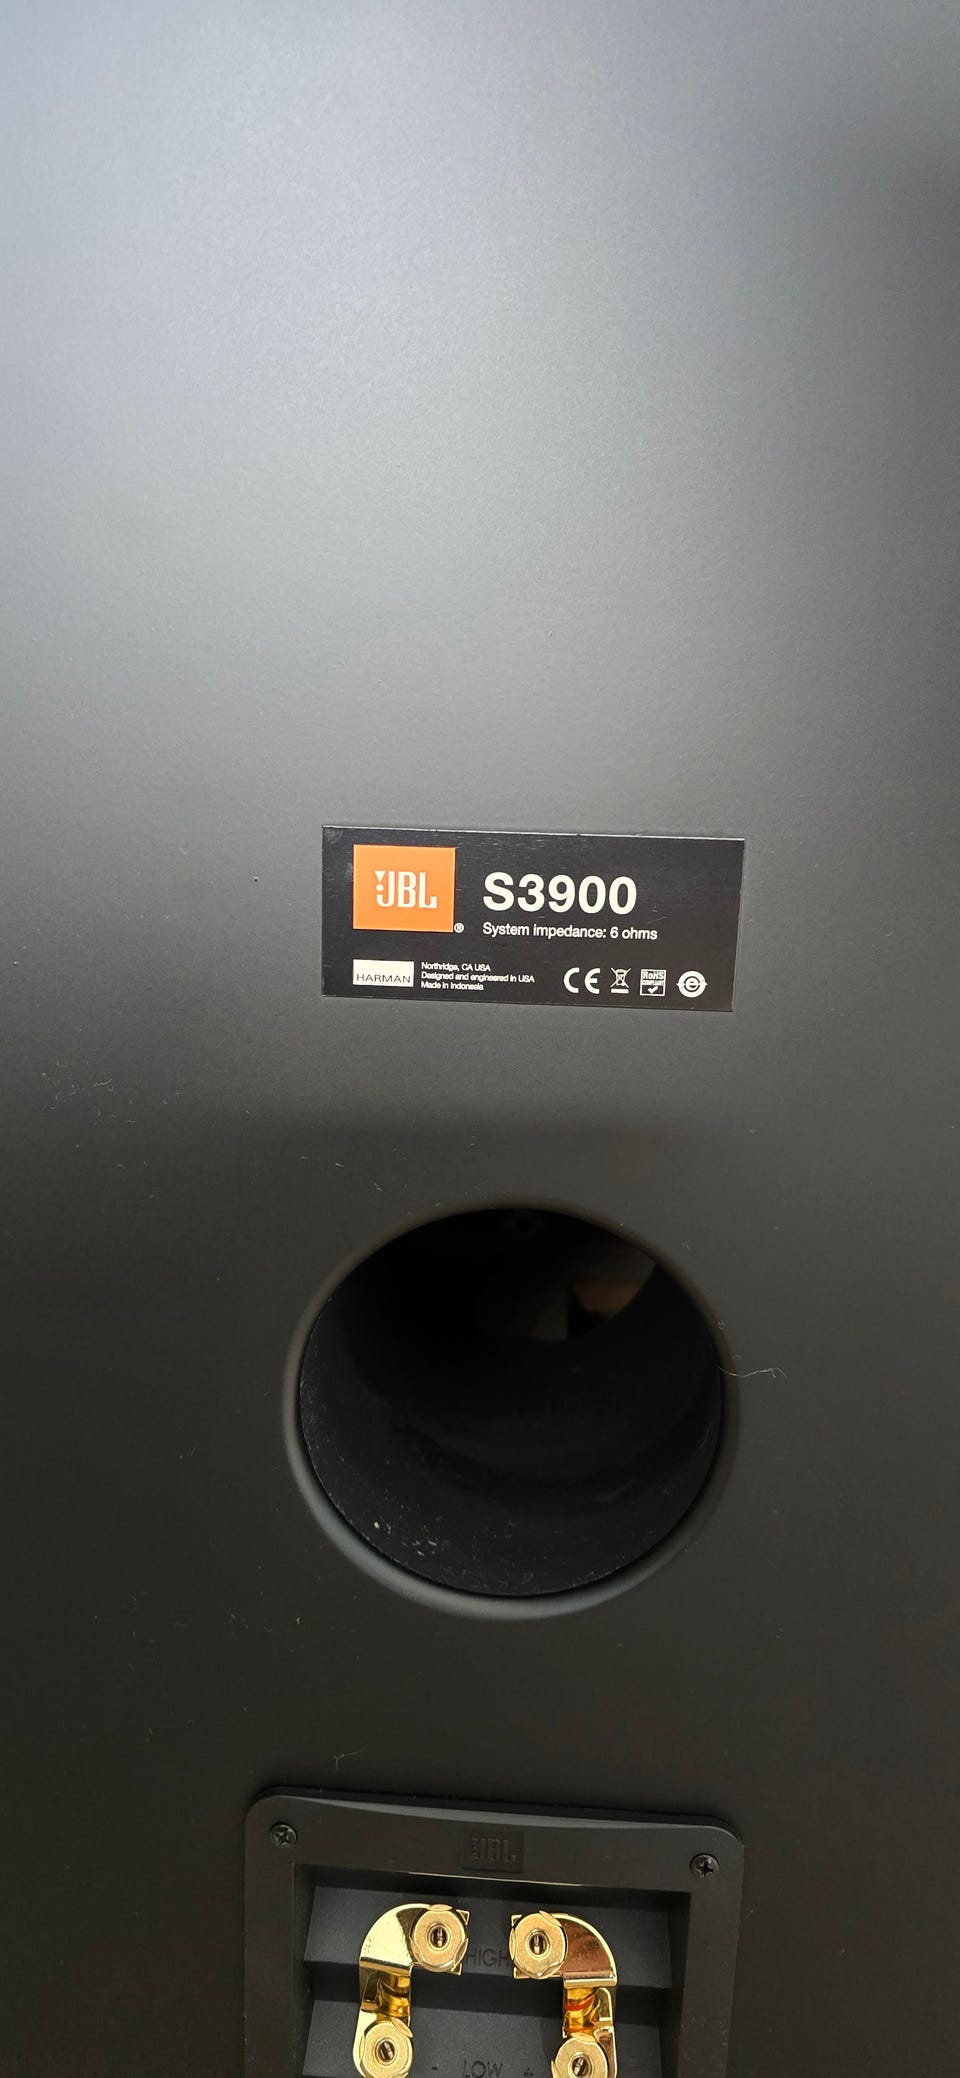 JBL
®
S3900
System impedance: 6 ohms
HARMAN
Northridge, CA USA
Designed and engineered in USA
Made in Indonesia
CE
RoHS
COMPLIANT
e
JBL
HIGH
- LOW +